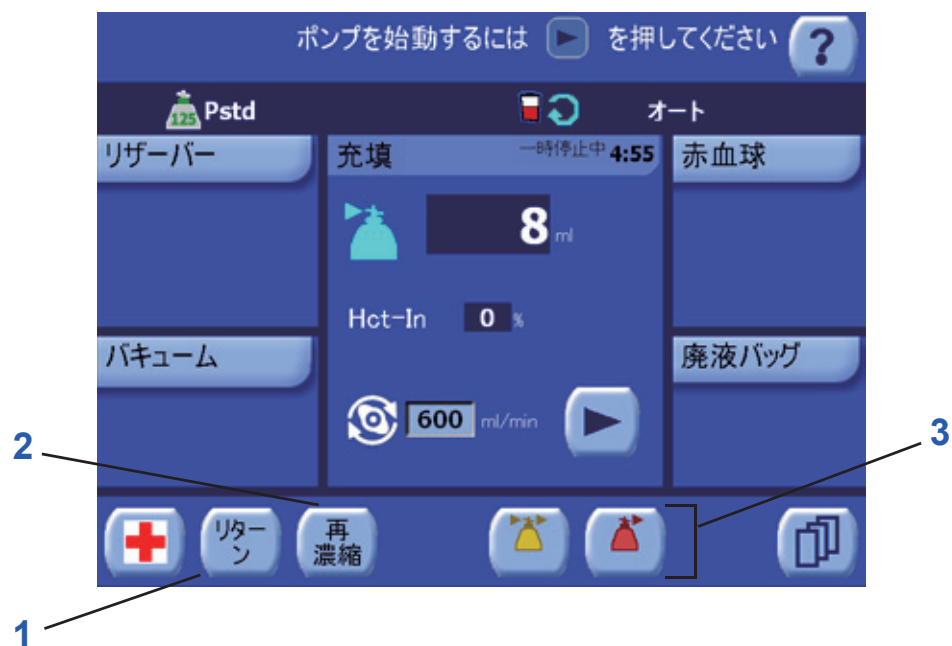 ポンプを始動するには を押してください ?
125 Pstd オート
リザーバー
充填 一時停止中 4:55
赤血球
8 ml
Hct-In 0 %
バキューム
廃液バッグ
600 ml/min
2
3
リターン
再濃縮
1